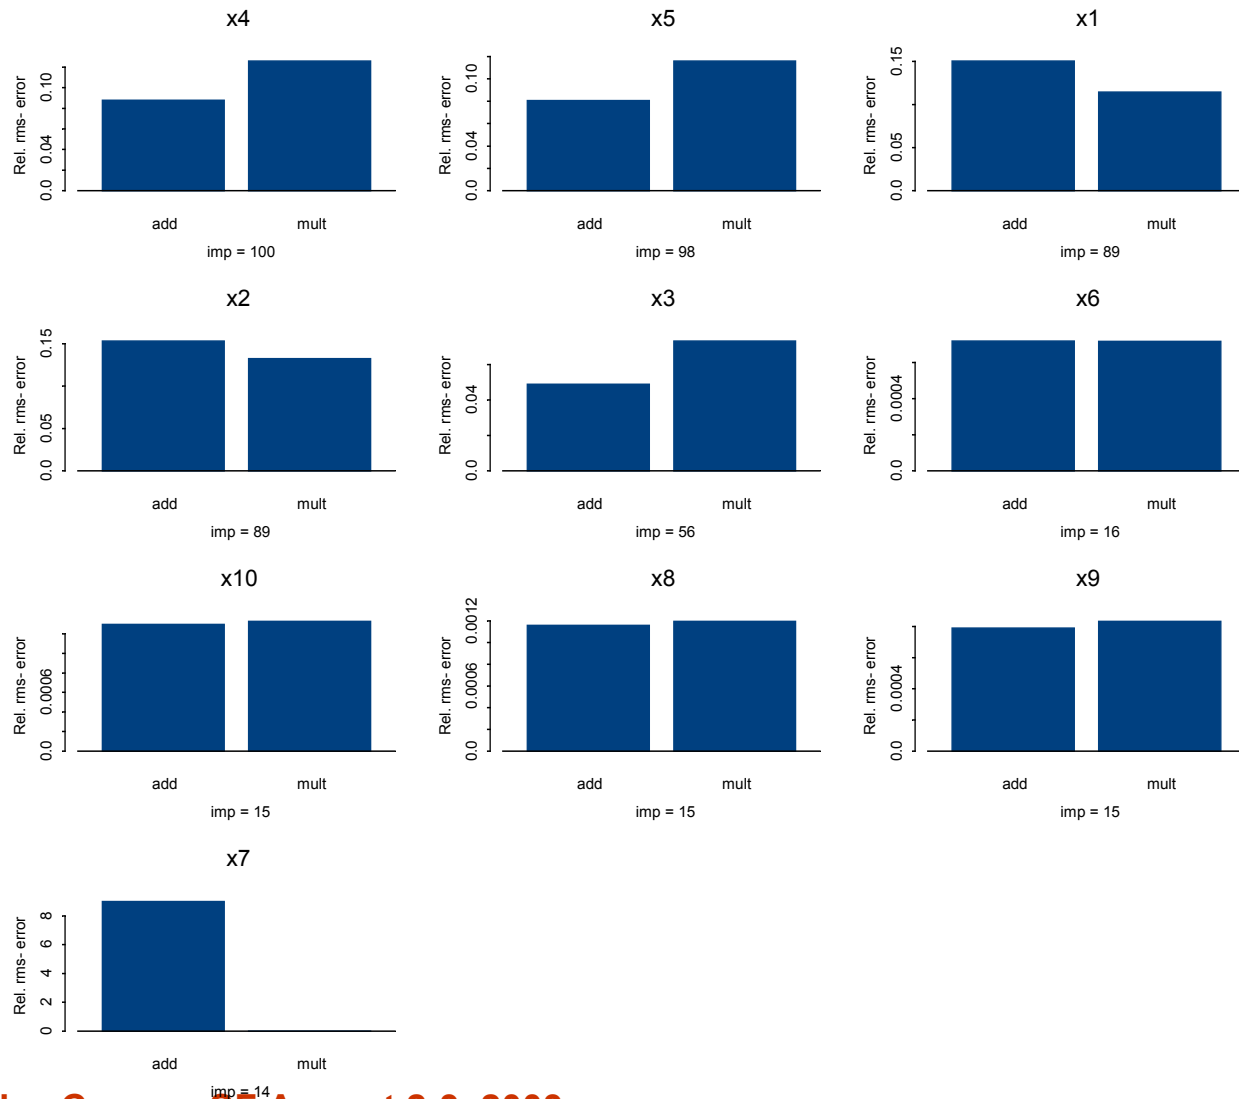 x4
Rel. rms- error
0.0 0.04 0.10
add mult
imp = 100
x5
Rel. rms- error
0.0 0.04 0.10
add mult
imp = 98
x1
Rel. rms- error
0.0 0.05 0.15
add mult
imp = 89
x2
Rel. rms- error
0.0 0.05 0.15
add mult
imp = 89
x3
Rel. rms- error
0.0 0.04
add mult
imp = 56
x6
Rel. rms- error
0.0 0.0004
add mult
imp = 16
x10
Rel. rms- error
0.0 0.0006
add mult
imp = 15
x8
Rel. rms- error
0.0 0.0006 0.0012
add mult
imp = 15
x9
Rel. rms- error
0.0 0.0004
add mult
imp = 15
x7
Rel. rms- error
0 2 4 6 8
add mult
imp = 14